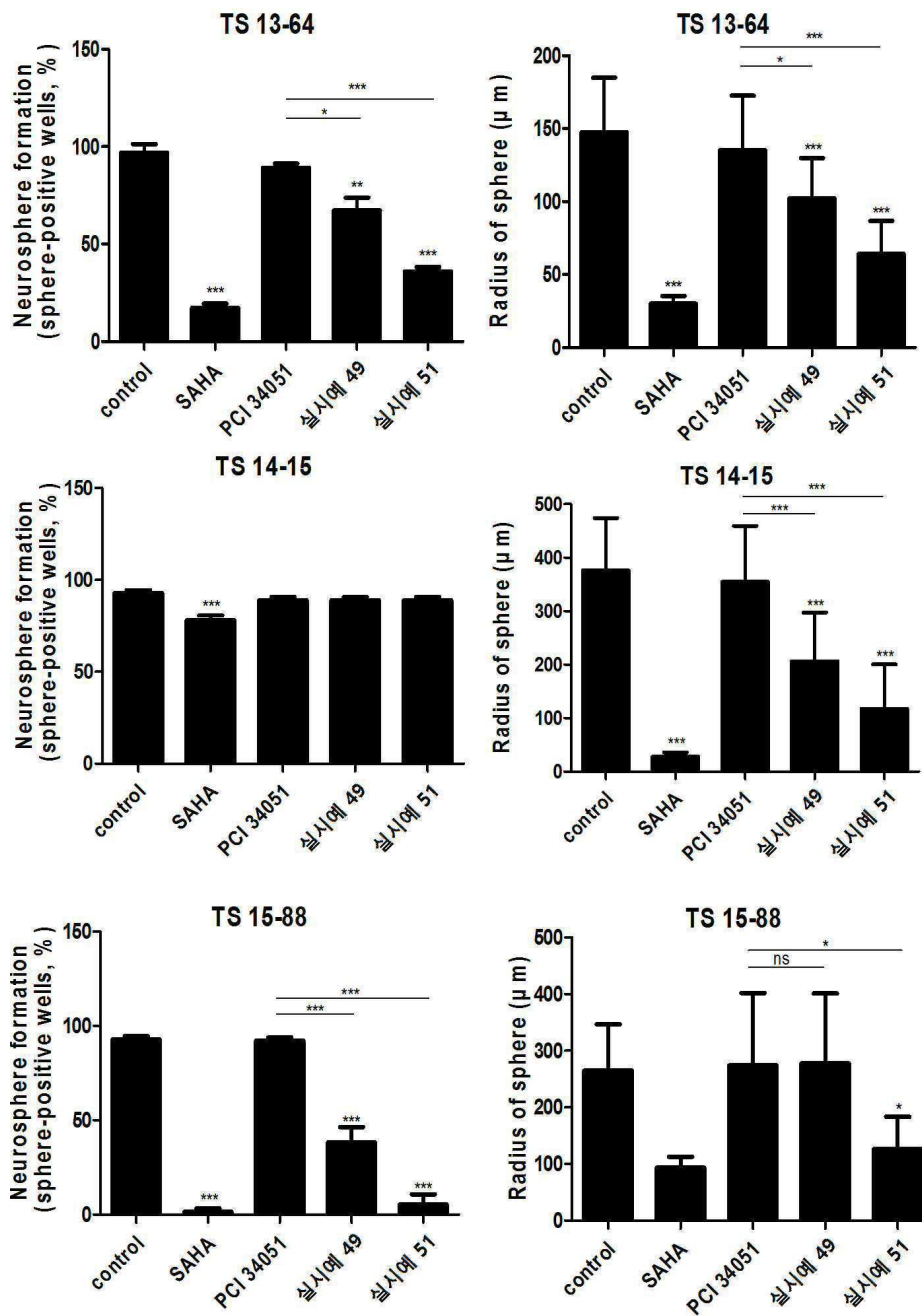 TS 13-64
Neurosphere formation
(sphere-positive wells, %)
150
100
50
0
***
*
***
**
***
control
SAHA
PCI 34051
실시예 49
실시예 51
TS 13-64
Radius of sphere (μm)
200
150
100
50
0
***
*
***
***
***
control
SAHA
PCI 34051
실시예 49
실시예 51
TS 14-15
Neurosphere formation
(sphere-positive wells, %)
150
100
50
0
***
control
SAHA
PCI 34051
실시예 49
실시예 51
TS 14-15
Radius of sphere (μm)
500
400
300
200
100
0
***
***
***
***
***
control
SAHA
PCI 34051
실시예 49
실시예 51
TS 15-88
Neurosphere formation
(sphere-positive wells, %)
150
100
50
0
***
***
***
***
***
control
SAHA
PCI 34051
실시예 49
실시예 51
TS 15-88
Radius of sphere (μm)
500
400
300
200
100
0
*
ns
*
control
SAHA
PCI 34051
실시예 49
실시예 51